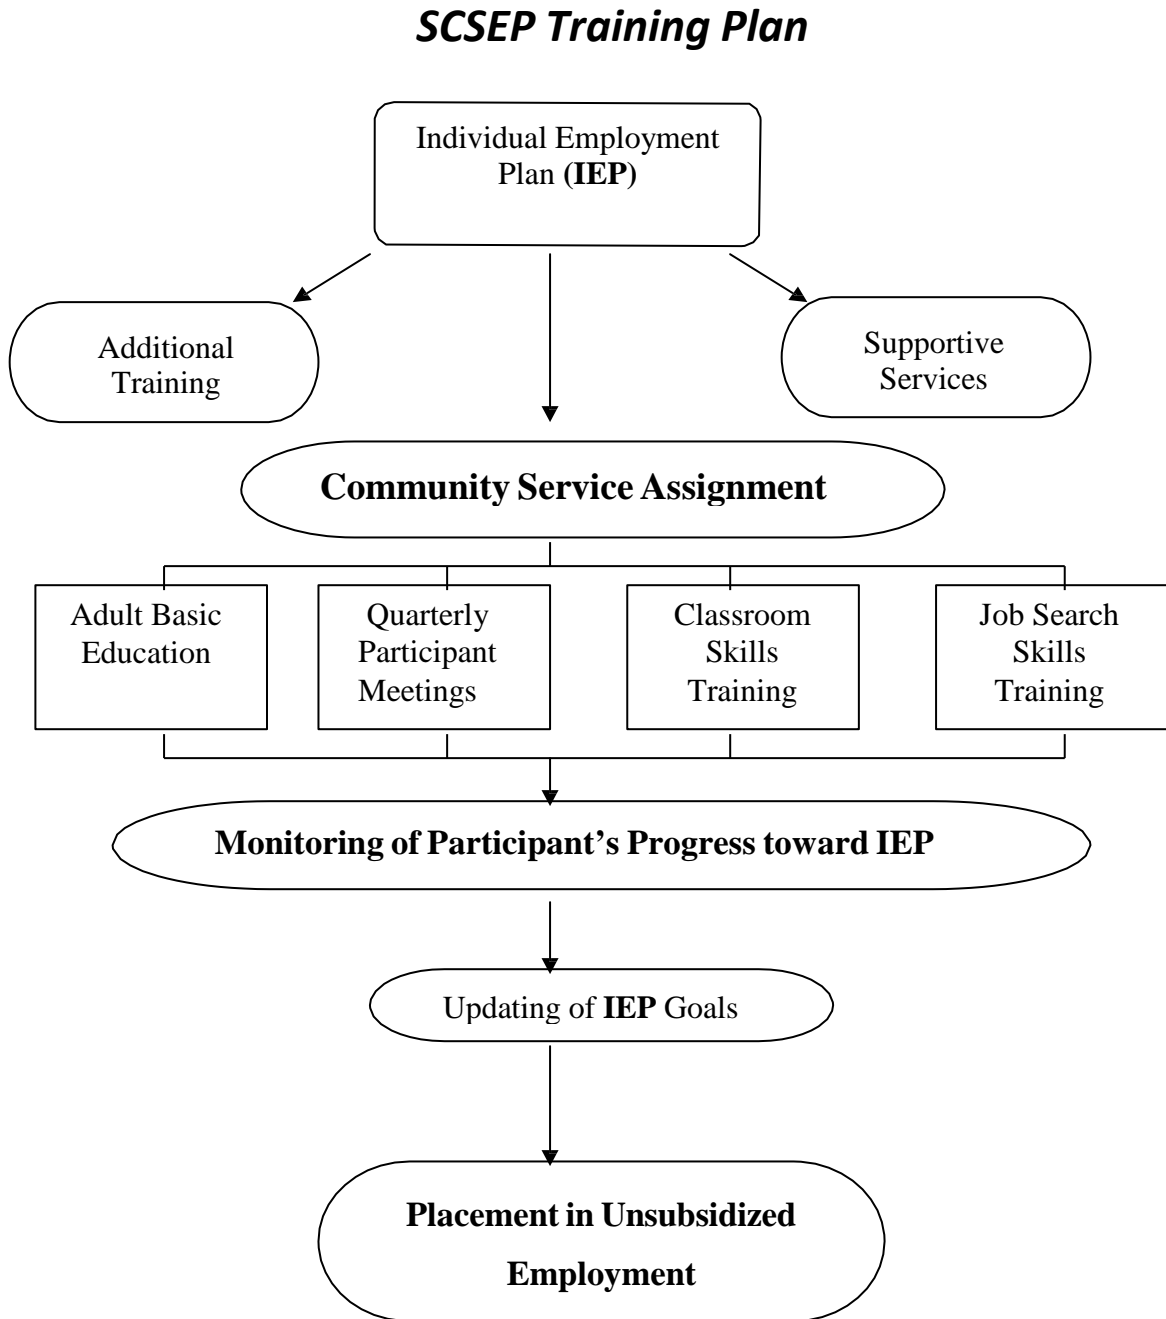 SCSEP Training Plan
Individual Employment
Plan (IEP)
Additional
Training
Supportive
Services
Community Service Assignment
Adult Basic
Education
Quarterly
Participant
Meetings
Classroom
Skills
Training
Job Search
Skills
Training
Monitoring of Participant’s Progress toward IEP
Updating of IEP Goals
Placement in Unsubsidized
Employment